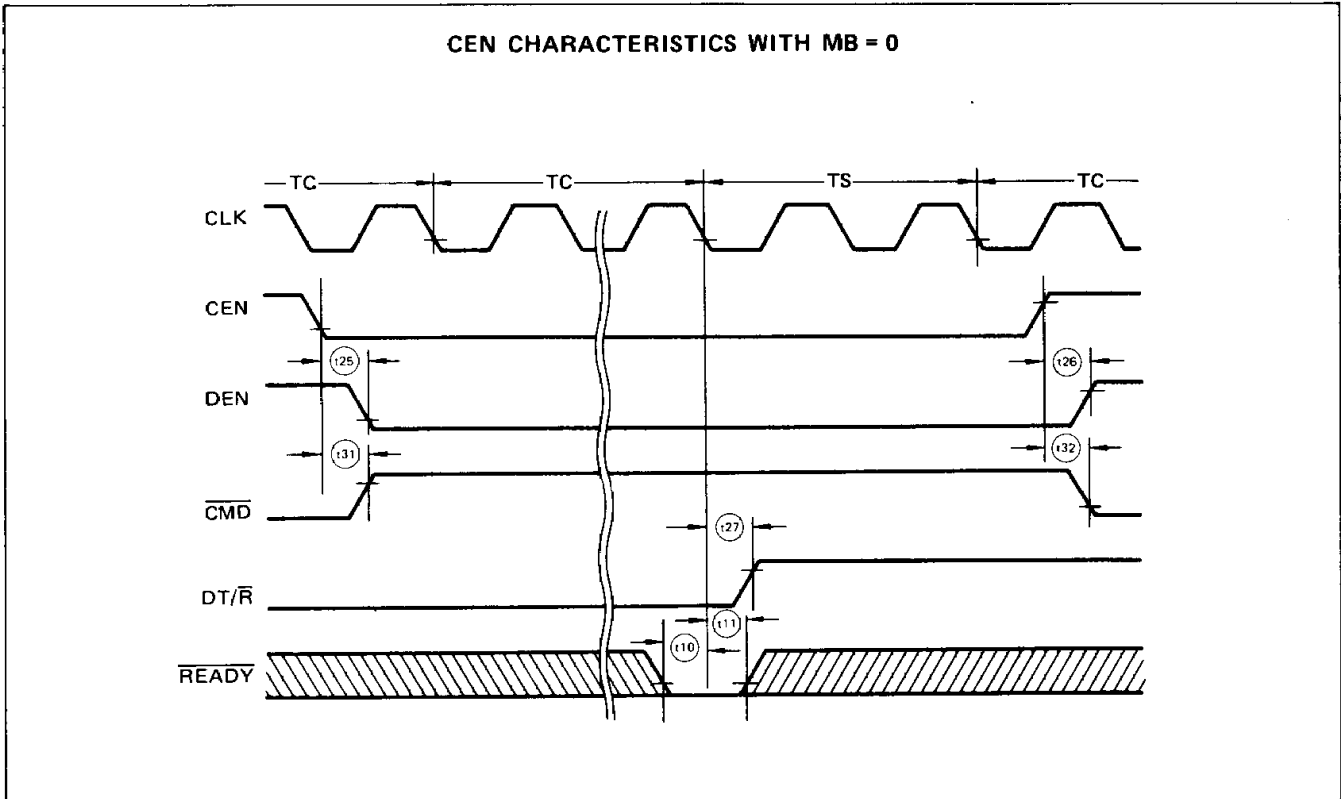 CEN CHARACTERISTICS WITH MB = 0
TC TC TS TC
CLK
CEN
t25 t26
DEN
t31 t32
CMD
t27
DT/R
t11
t10
READY